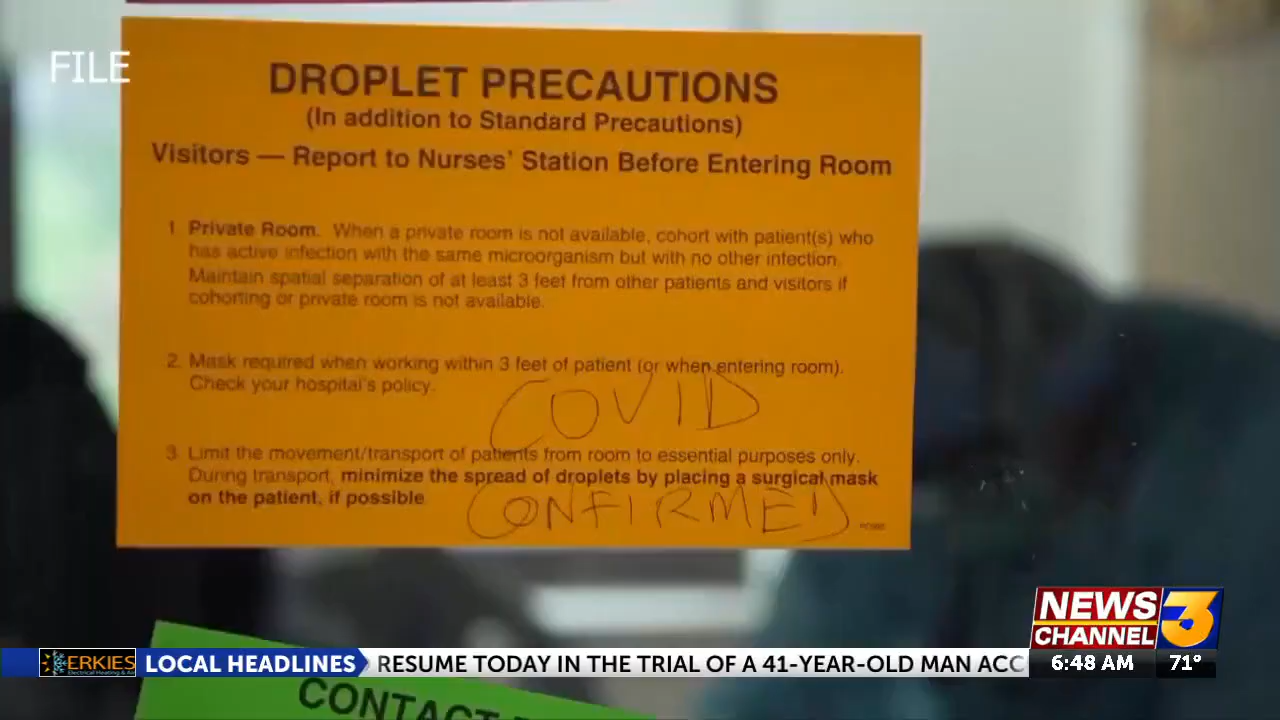 FILE
DROPLET PRECAUTIONS
(In addition to Standard Precautions)
Visitors — Report to Nurses' Station Before Entering Room
1. Private Room. When a private room is not available, cohort with patient(s) who
has active infection with the same microorganism but with no other infection.
Maintain spatial separation of at least 3 feet from other patients and visitors if
cohorting or private room is not available.
2. Mask required when working within 3 feet of patient (or when entering room).
Check your hospital's policy.
COVID
3. Limit the movement/transport of patients from room to essential purposes only.
During transport, minimize the spread of droplets by placing a surgical mask
on the patient, if possible
CONFIRMED
NEWS
CHANNEL 3
ERKIES
LOCAL HEADLINES
RESUME TODAY IN THE TRIAL OF A 41-YEAR-OLD MAN ACC
6:48 AM 71°
CONTACT